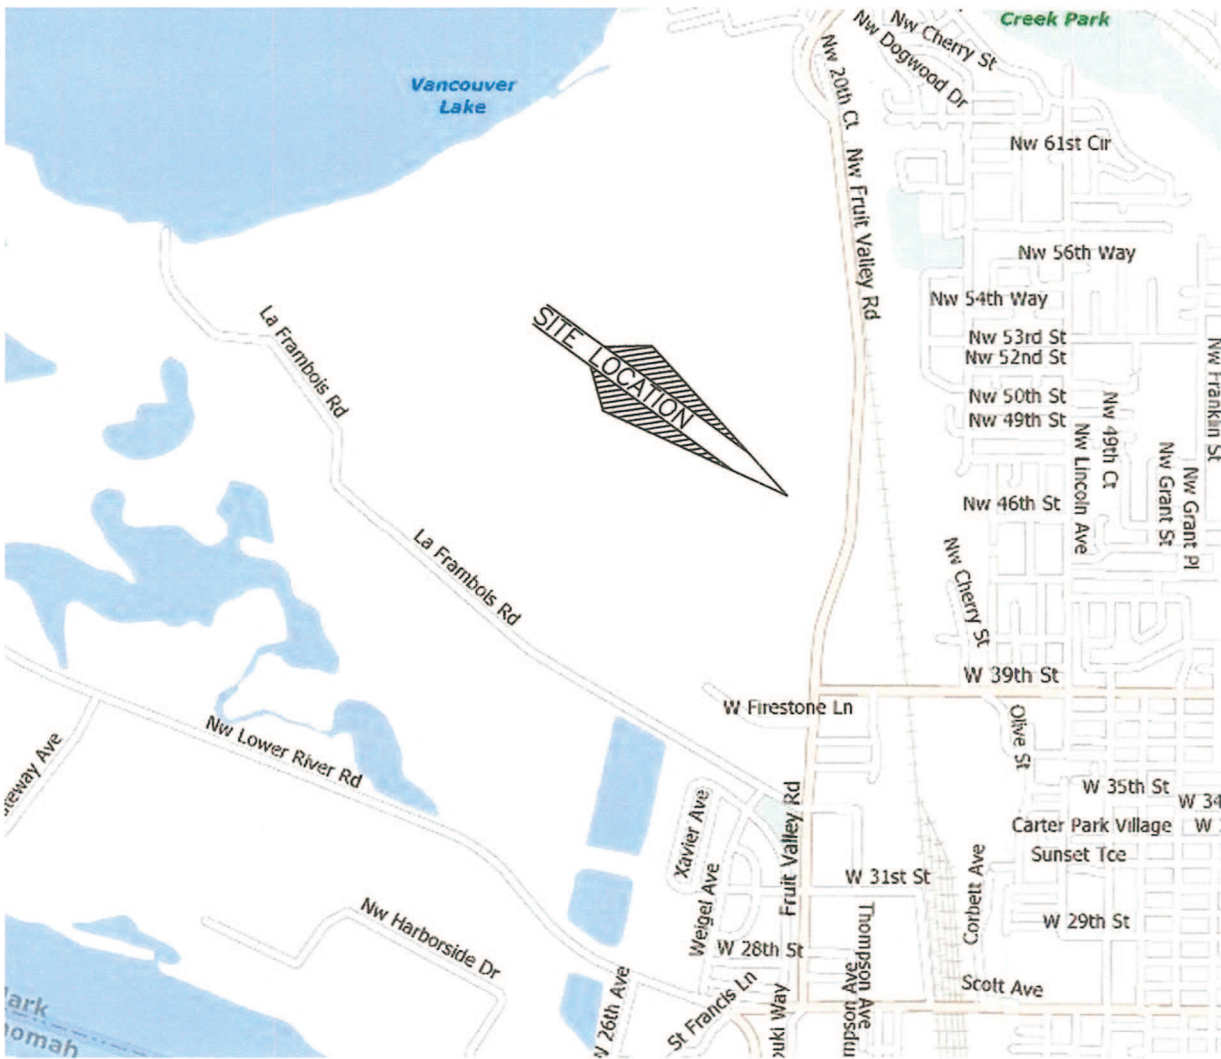 Creek Park
Nw Cherry St
Nw Dogwood Dr
Nw 20th Ct
Vancouver
Lake
Nw 61st Cir
Nw Fruit Valley Rd
Nw 56th Way
Nw 54th Way
SITE LOCATION
La Frambois Rd
Nw 53rd St
Nw 52nd St
Nw Franklin St
Nw 50th St
Nw 49th St
Nw 49th Ct
Nw Lincoln Ave
Nw Grant St
Nw Grant Pl
Nw 46th St
La Frambois Rd
Nw Cherry St
W 39th St
W Firestone Ln
Olive St
Nw Lower River Rd
W 35th St
W 34
Xavier Ave
Fruit Valley Rd
Carter Park Village
W
Sunset Tce
W 31st St
Corbett Ave
Weigel Ave
Nw Harborside Dr
W 29th St
W 28th St
Thompson Ave
Scott Ave
St Francis Ln
26th Ave
Way
Ave